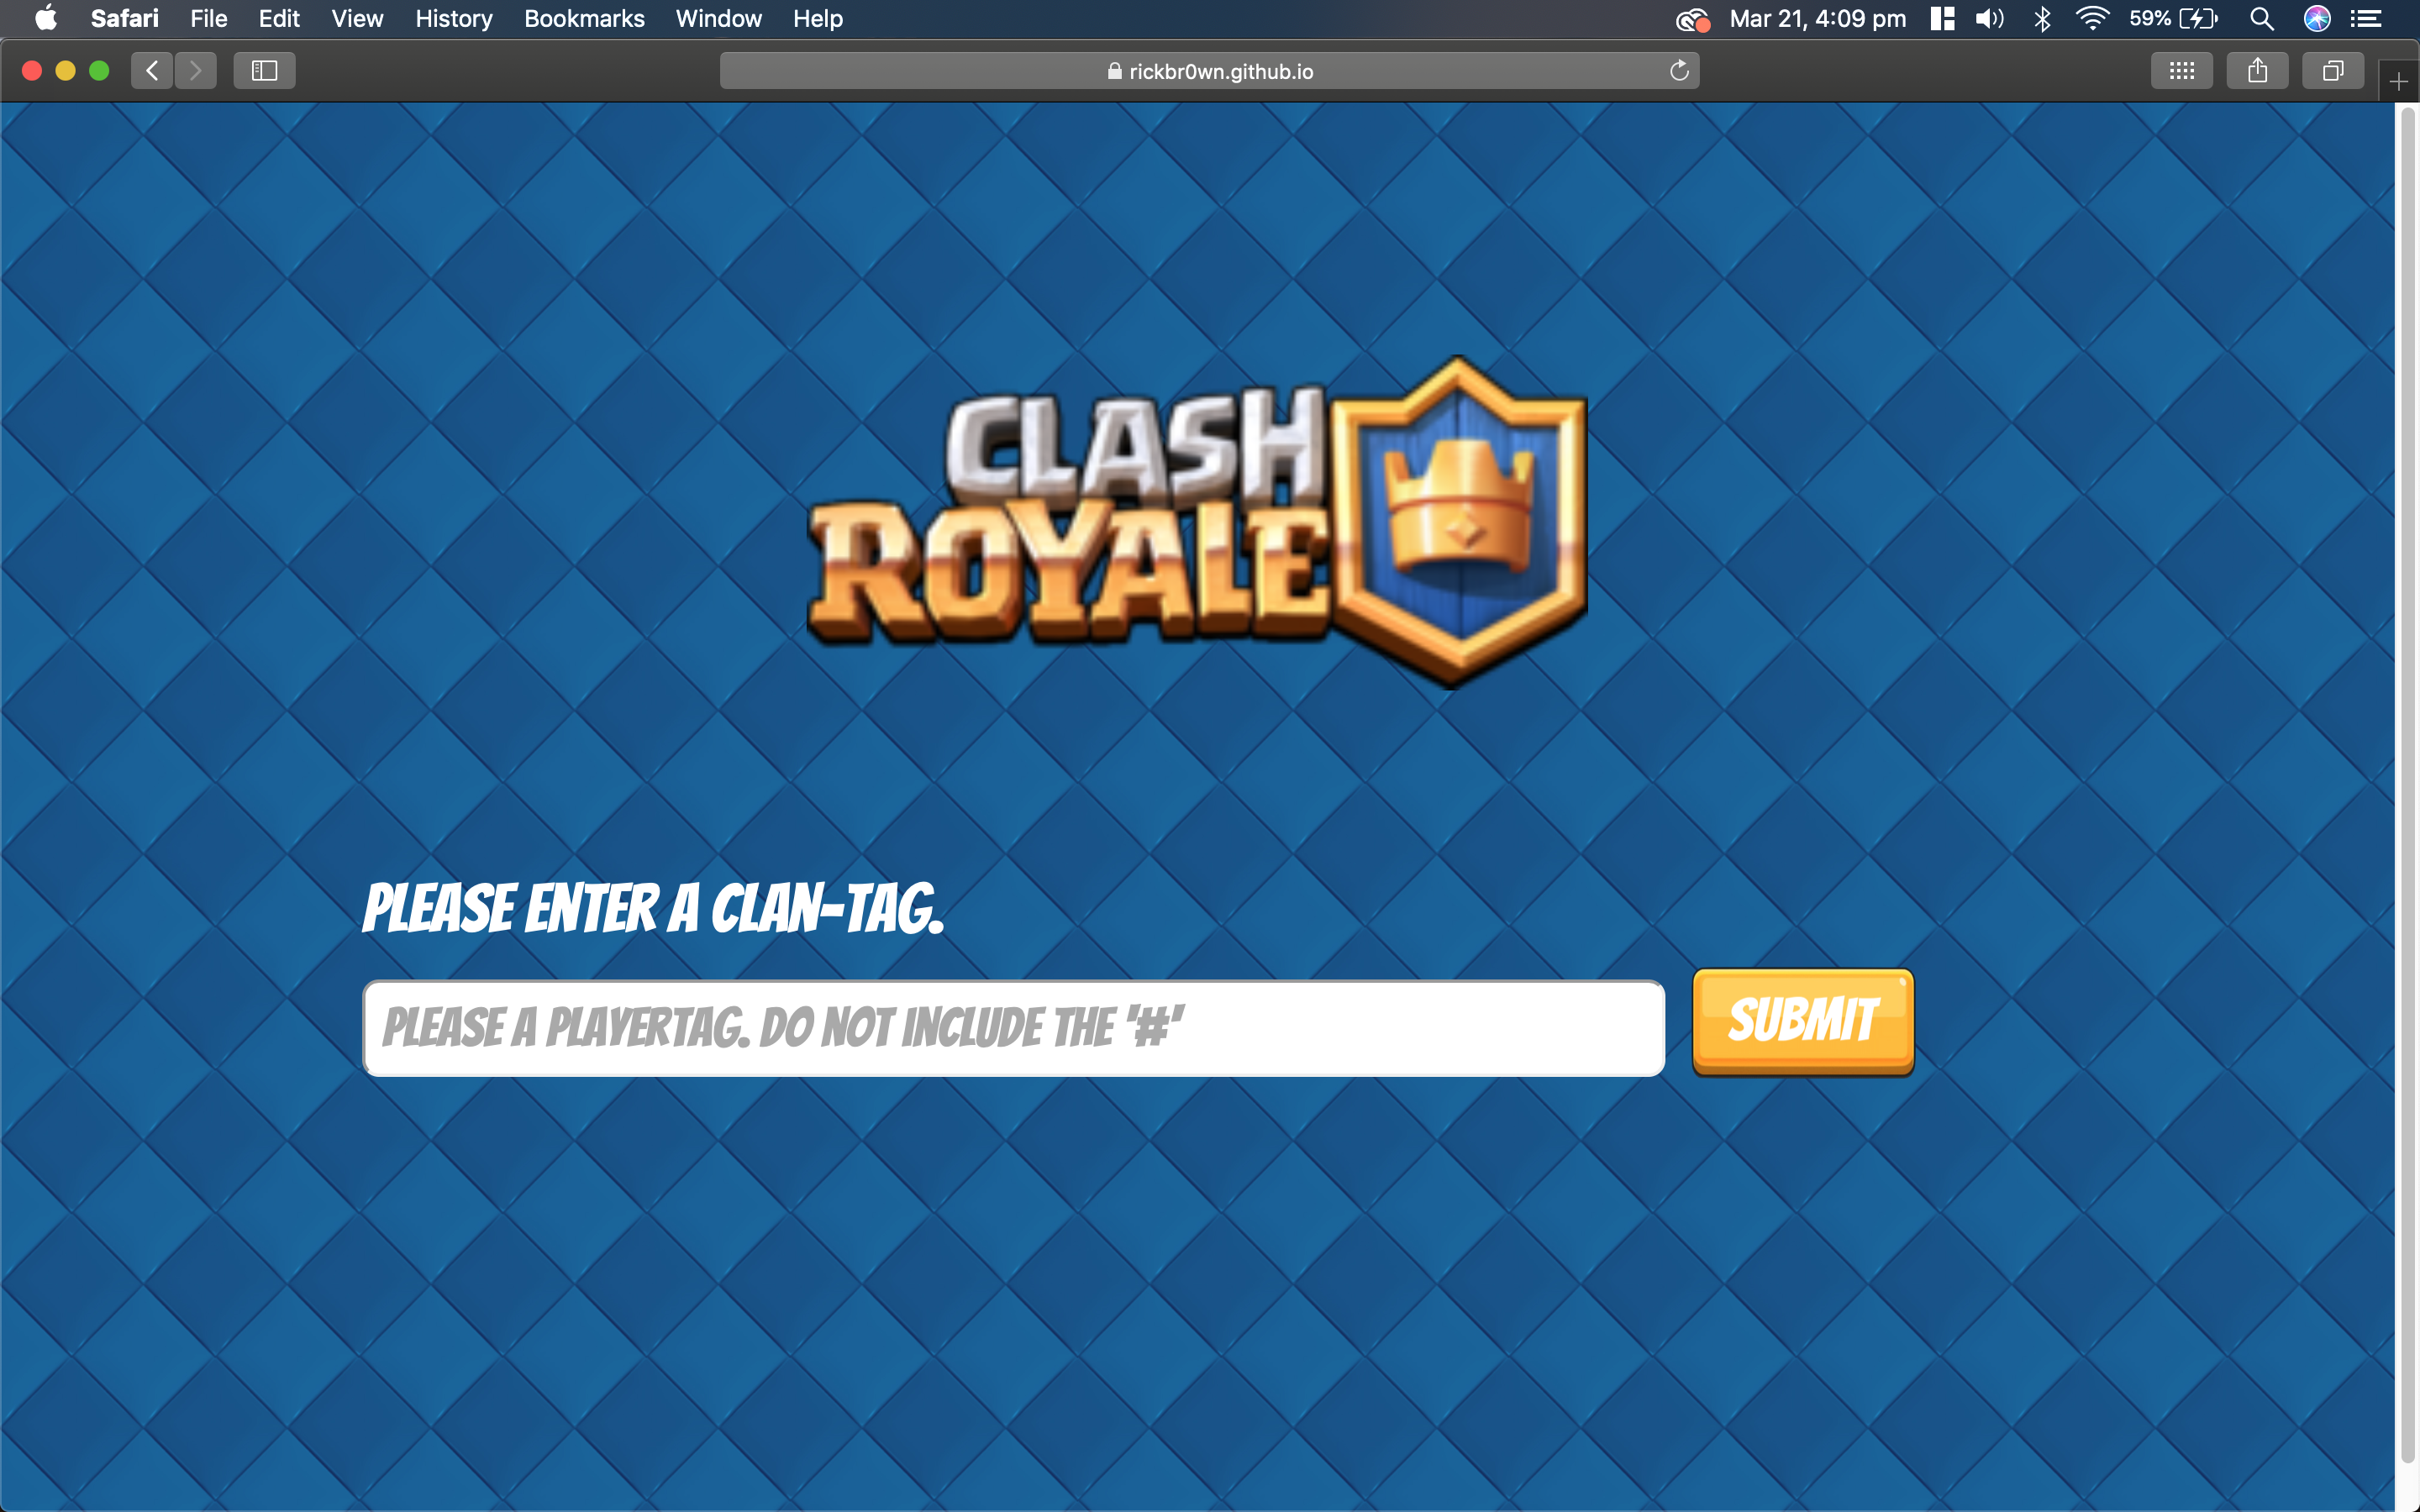 Safari File Edit View History Bookmarks Window Help Mar 21, 4:09 pm 59%
rickbr0wn.github.io
CLASH
ROYALE
PLEASE ENTER A CLAN-TAG.
PLEASE A PLAYERTAG. DO NOT INCLUDE THE '#'
SUBMIT